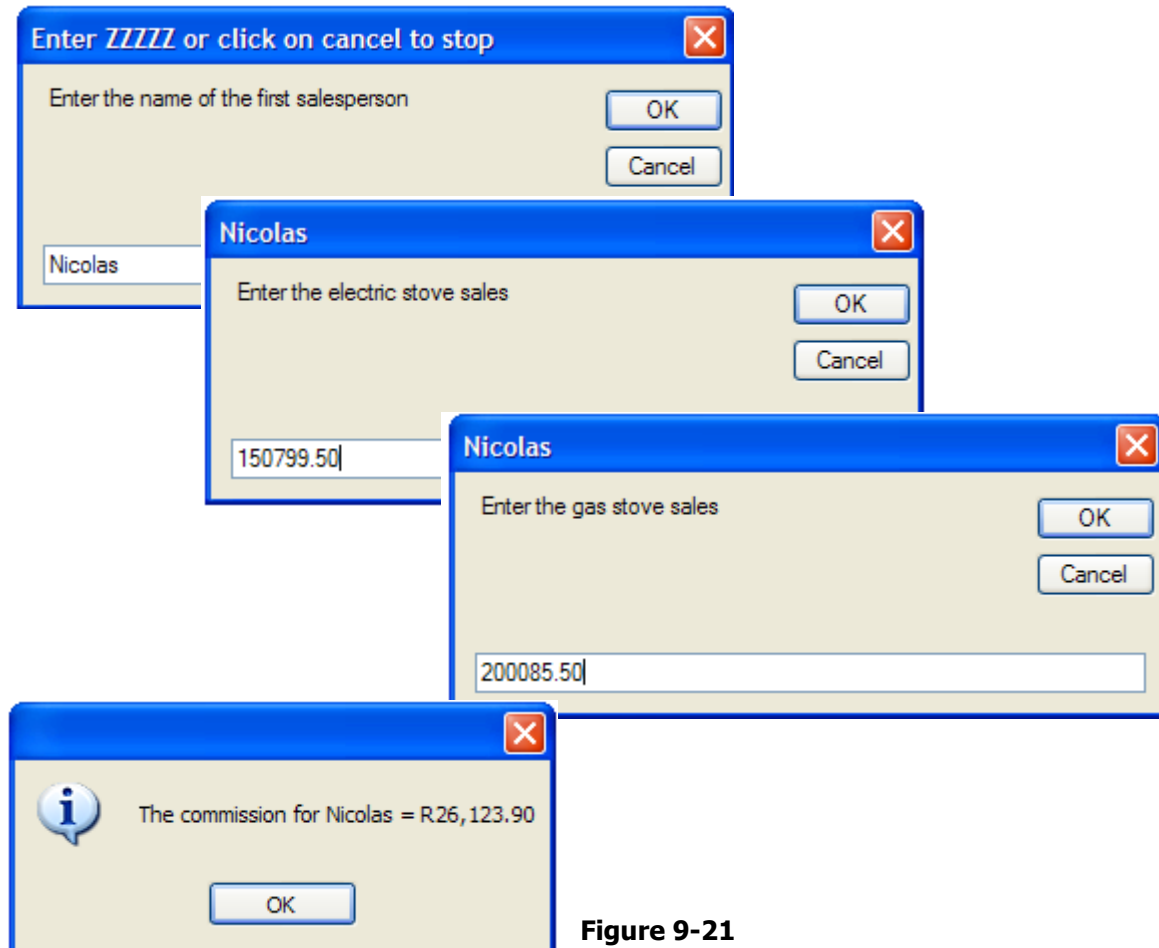 Enter ZZZZZ or click on cancel to stop
Enter the name of the first salesperson
OK
Cancel
Nicolas
Nicolas
Enter the electric stove sales
OK
Cancel
150799.50
Nicolas
Enter the gas stove sales
OK
Cancel
200085.50
The commission for Nicolas = R26,123.90
OK
Figure 9-21